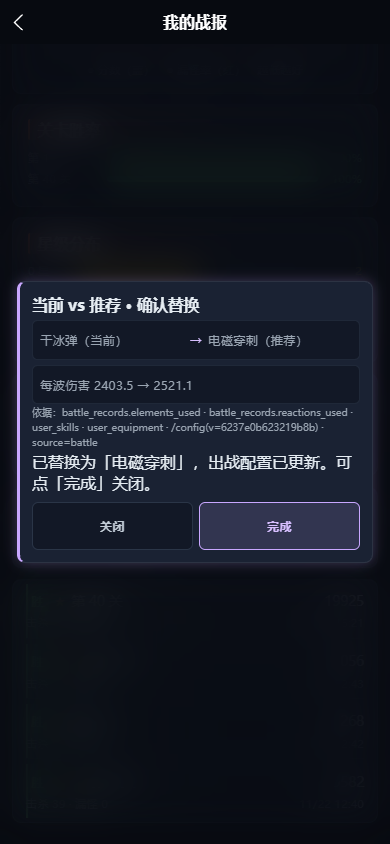 我的战报
当前 vs 推荐 • 确认替换
干冰弹（当前） → 电磁穿刺（推荐）
每波伤害 2403.5 → 2521.1
依据：battle_records.elements_used · battle_records.reactions_used ·
user_skills · user_equipment · /config(v=6237e0b623219b8b) ·
source=battle
已替换为「电磁穿刺」，出战配置已更新。可
点「完成」关闭。
关闭 完成